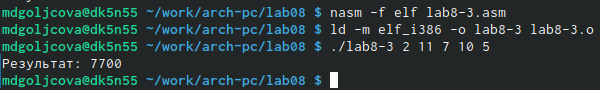 mdgoljcova@dk5n55 ~/work/arch-pc/lab08 $ nasm -f elf lab8-3.asm
mdgoljcova@dk5n55 ~/work/arch-pc/lab08 $ ld -m elf_i386 -o lab8-3 lab8-3.o
mdgoljcova@dk5n55 ~/work/arch-pc/lab08 $ ./lab8-3 2 11 7 10 5
Результат: 7700
mdgoljcova@dk5n55 ~/work/arch-pc/lab08 $